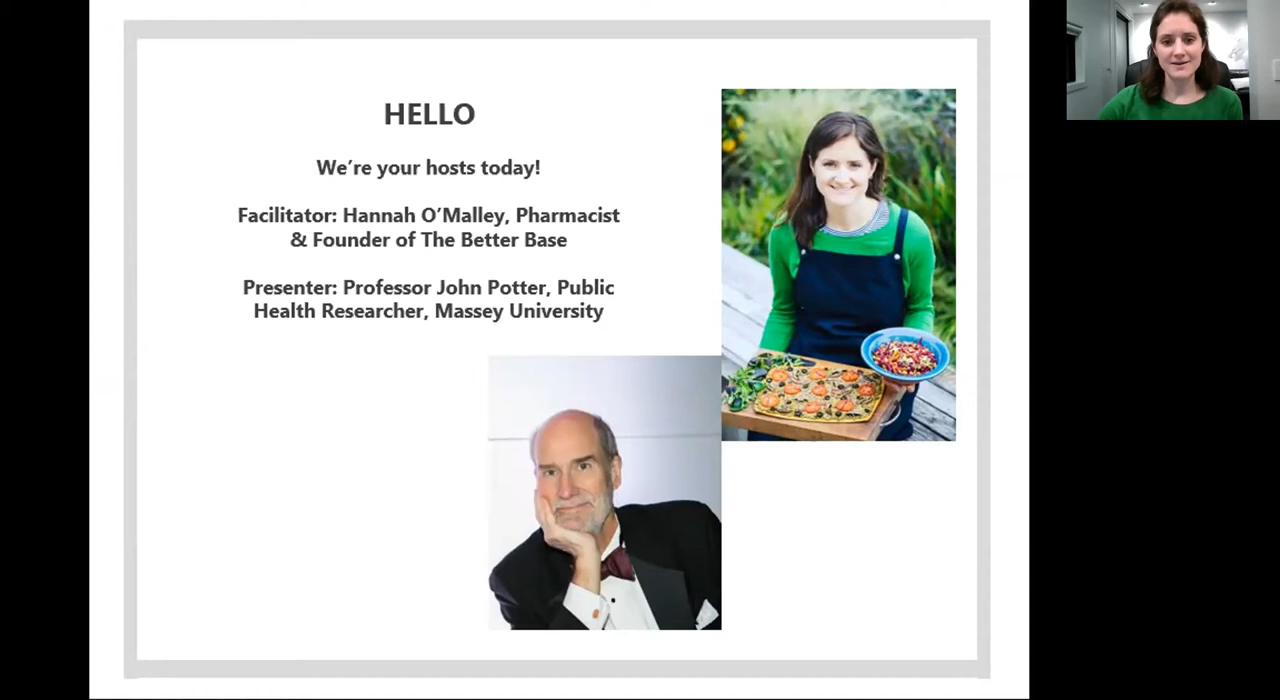 HELLO
We’re your hosts today!
Facilitator: Hannah O’Malley, Pharmacist
& Founder of The Better Base
Presenter: Professor John Potter, Public
Health Researcher, Massey University